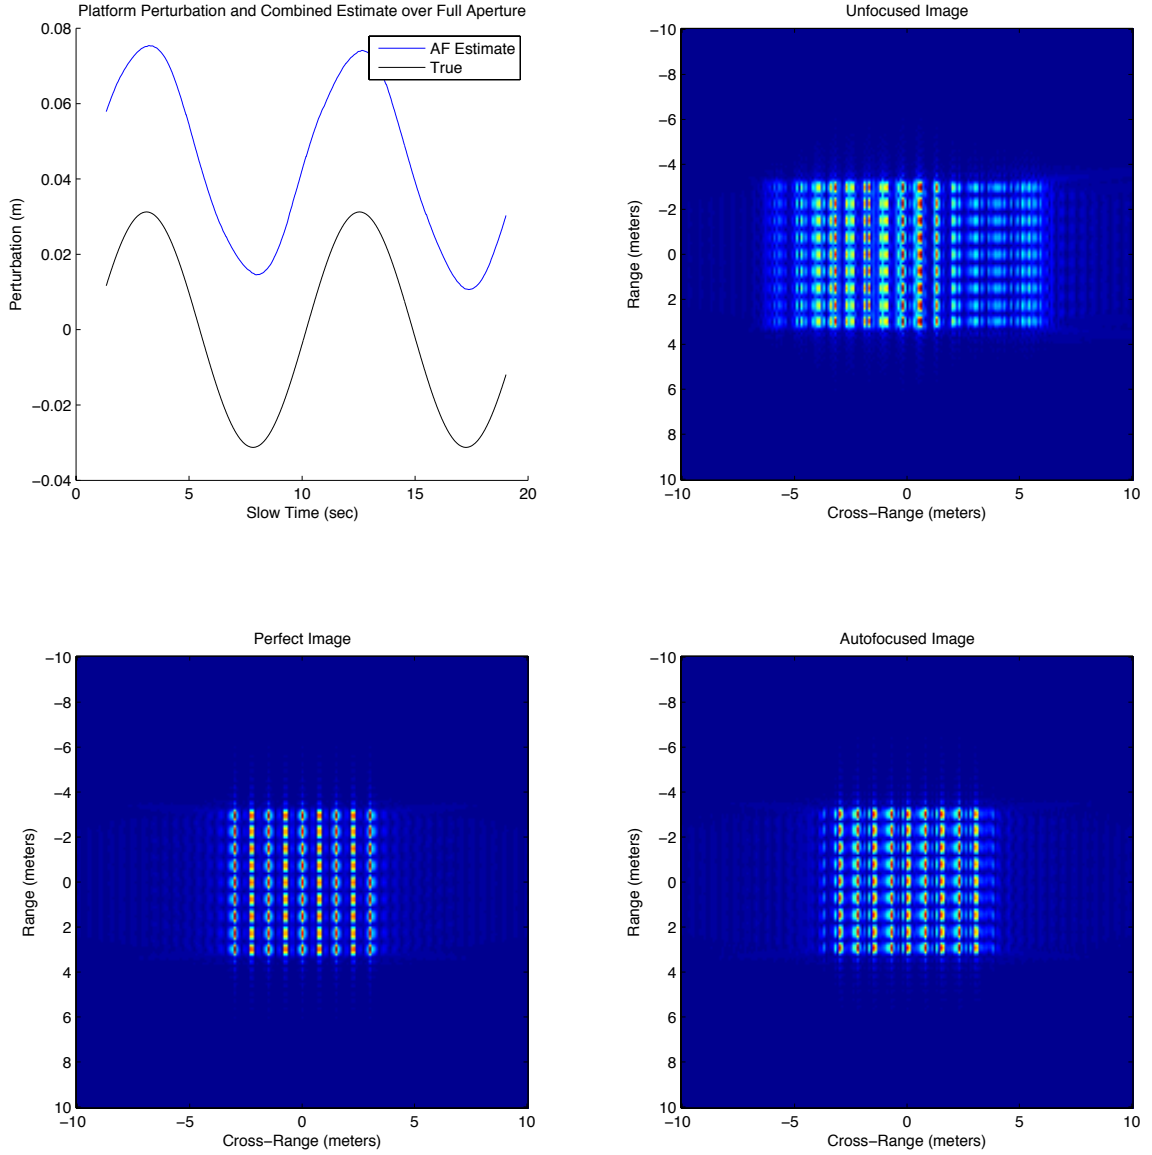 Platform Perturbation and Combined Estimate over Full Aperture
0.08
0.06
0.04
0.02
0
−0.02
−0.04
Perturbation (m)
AF Estimate
True
0 5 10 15 20
Slow Time (sec)
Unfocused Image
−10
−8
−6
−4
−2
0
2
4
6
8
10
Range (meters)
−10 −5 0 5 10
Cross−Range (meters)
Perfect Image
−10
−8
−6
−4
−2
0
2
4
6
8
10
Range (meters)
−10 −5 0 5 10
Cross−Range (meters)
Autofocused Image
−10
−8
−6
−4
−2
0
2
4
6
8
10
Range (meters)
−10 −5 0 5 10
Cross−Range (meters)